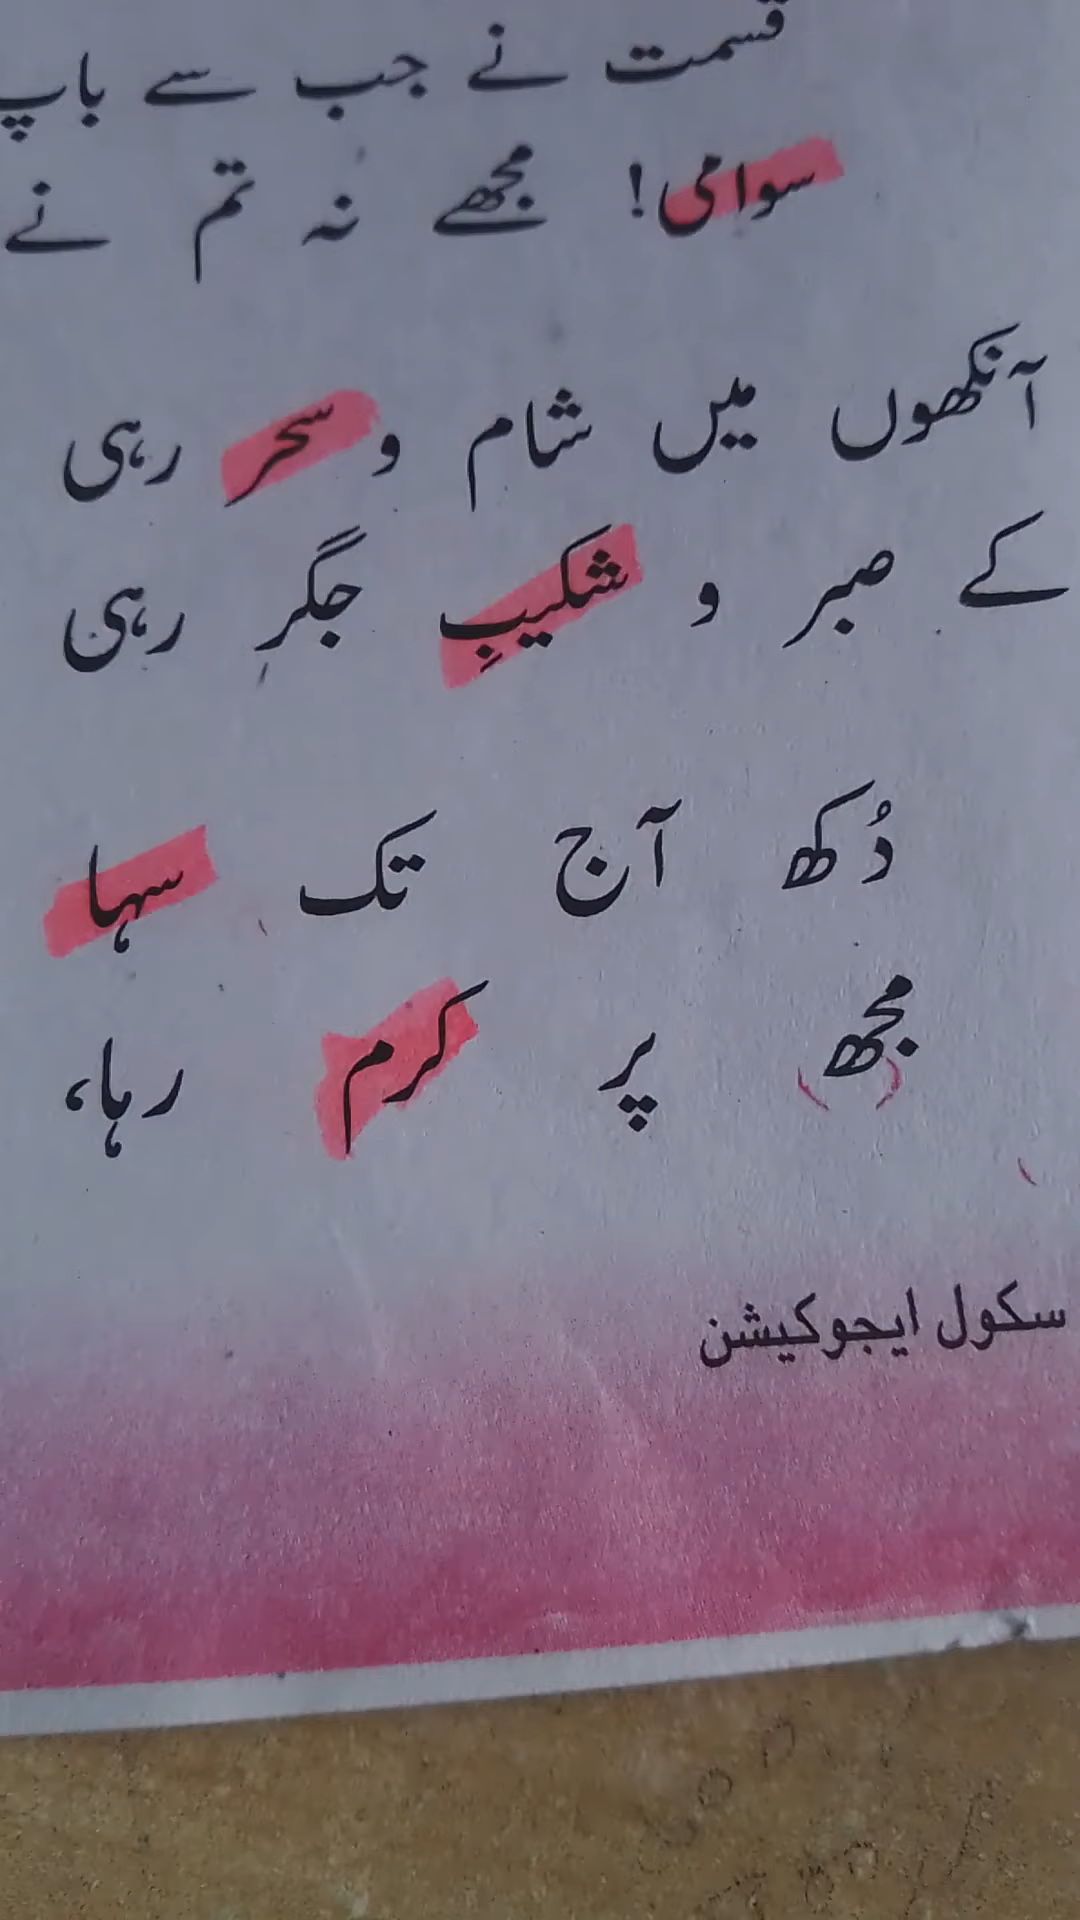 قسمت نے جب سے باپ
سوامی! مجھے نہ تم نے
آنکھوں میں شام و سحر رہی
کے صبر و شکیبِ جگر رہی
دُکھ آج تک سہا
مجھ پر کرم رہا،
سکول ایجوکیشن